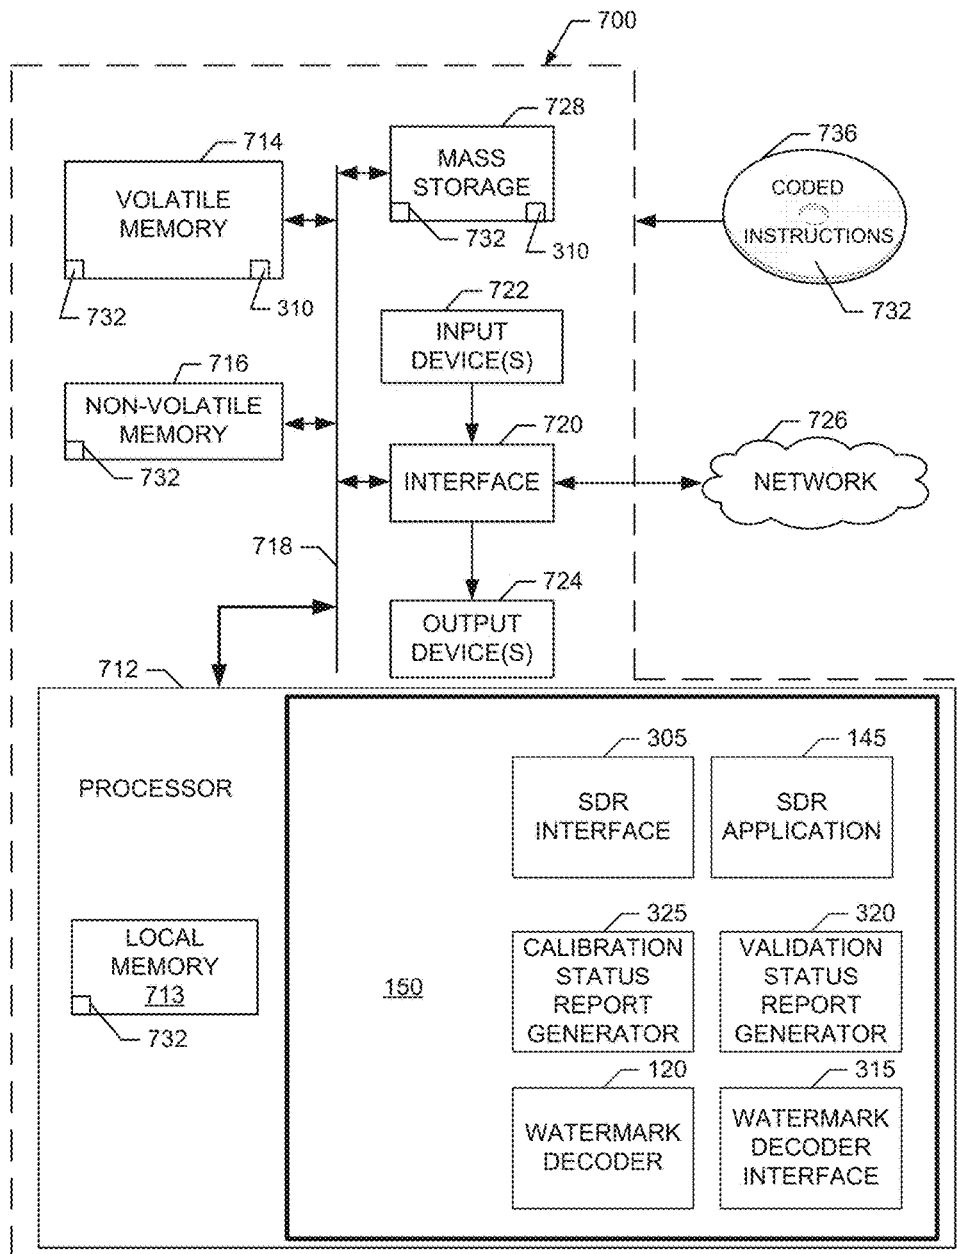 700
714
VOLATILE
MEMORY
732
310
728
MASS
STORAGE
732
310
736
CODED
INSTRUCTIONS
732
722
INPUT
DEVICE(S)
716
NON-VOLATILE
MEMORY
732
720
INTERFACE
726
NETWORK
718
724
OUTPUT
DEVICE(S)
712
PROCESSOR
LOCAL
MEMORY
713
732
150
305
SDR
INTERFACE
145
SDR
APPLICATION
325
CALIBRATION
STATUS
REPORT
GENERATOR
320
VALIDATION
STATUS
REPORT
GENERATOR
120
WATERMARK
DECODER
315
WATERMARK
DECODER
INTERFACE